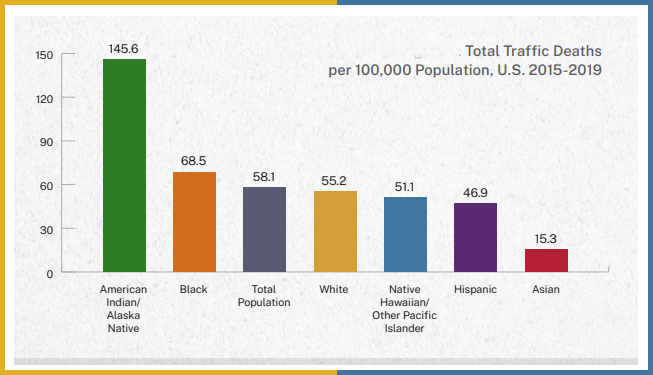 Total Traffic Deaths
per 100,000 Population, U.S. 2015-2019
150
120
90
60
30
0
145.6
68.5
58.1
55.2
51.1
46.9
15.3
American
Indian/
Alaska
Native
Black
Total
Population
White
Native
Hawaiian/
Other Pacific
Islander
Hispanic
Asian